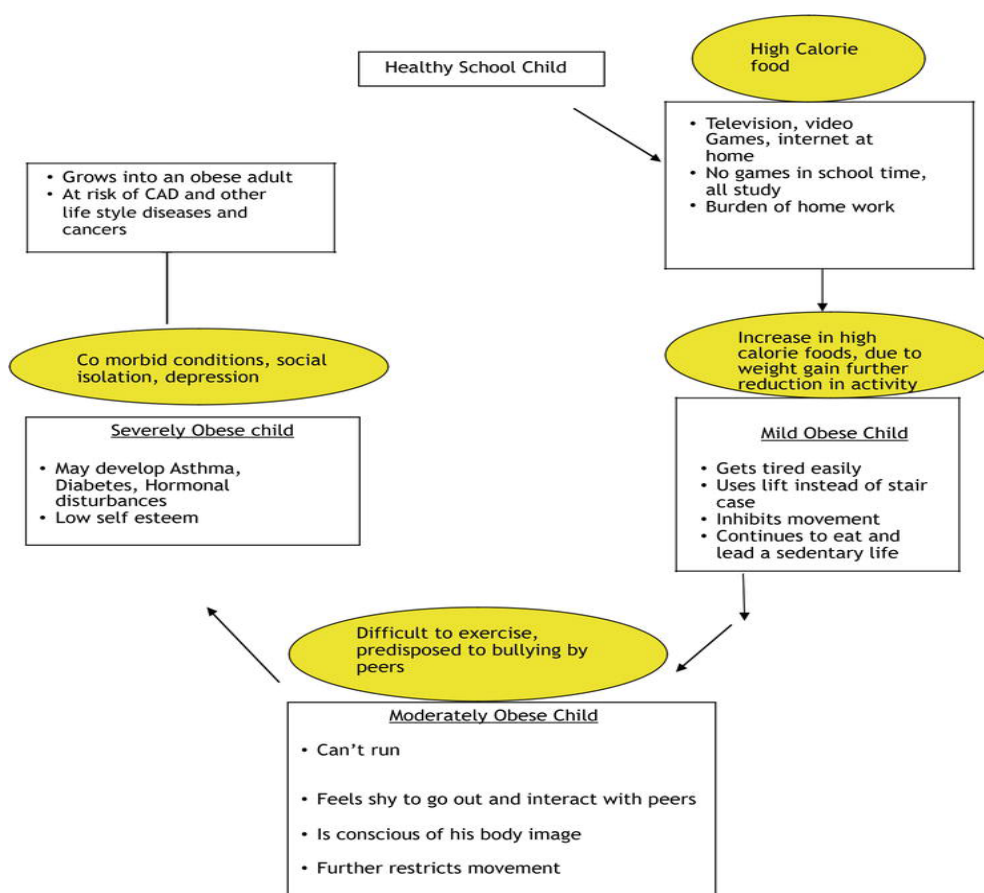 Healthy School Child
High Calorie
food
• Television, video
Games, internet at
home
• No games in school time,
all study
• Burden of home work
Increase in high
calorie foods, due to
weight gain further
reduction in activity
Mild Obese Child
• Gets tired easily
• Uses lift instead of stair
case
• Inhibits movement
• Continues to eat and
lead a sedentary life
Difficult to exercise,
predisposed to bullying by
peers
Moderately Obese Child
• Can't run
• Feels shy to go out and interact with peers
• Is conscious of his body image
• Further restricts movement
Co morbid conditions, social
isolation, depression
Severely Obese child
• May develop Asthma,
Diabetes, Hormonal
disturbances
• Low self esteem
• Grows into an obese adult
• At risk of CAD and other
life style diseases and
cancers